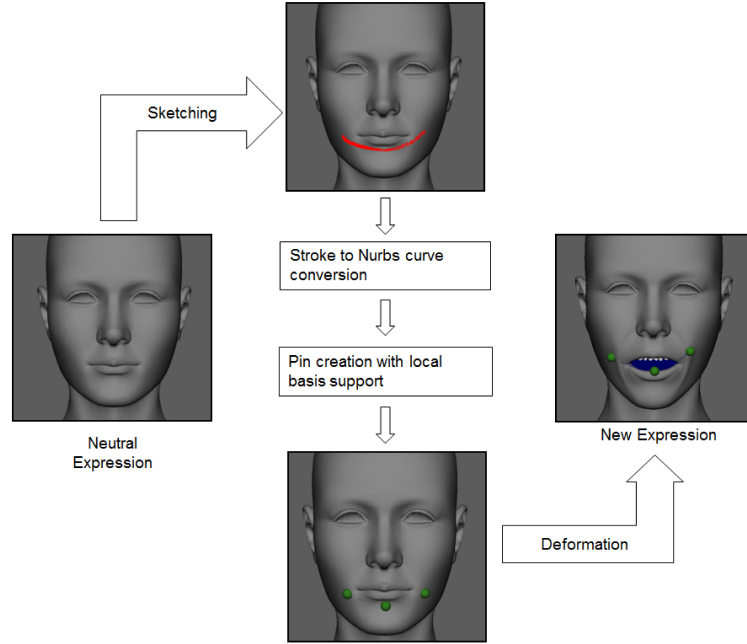 Sketching
Stroke to Nurbs curve
conversion
Pin creation with local
basis support
Neutral
Expression
New Expression
Deformation